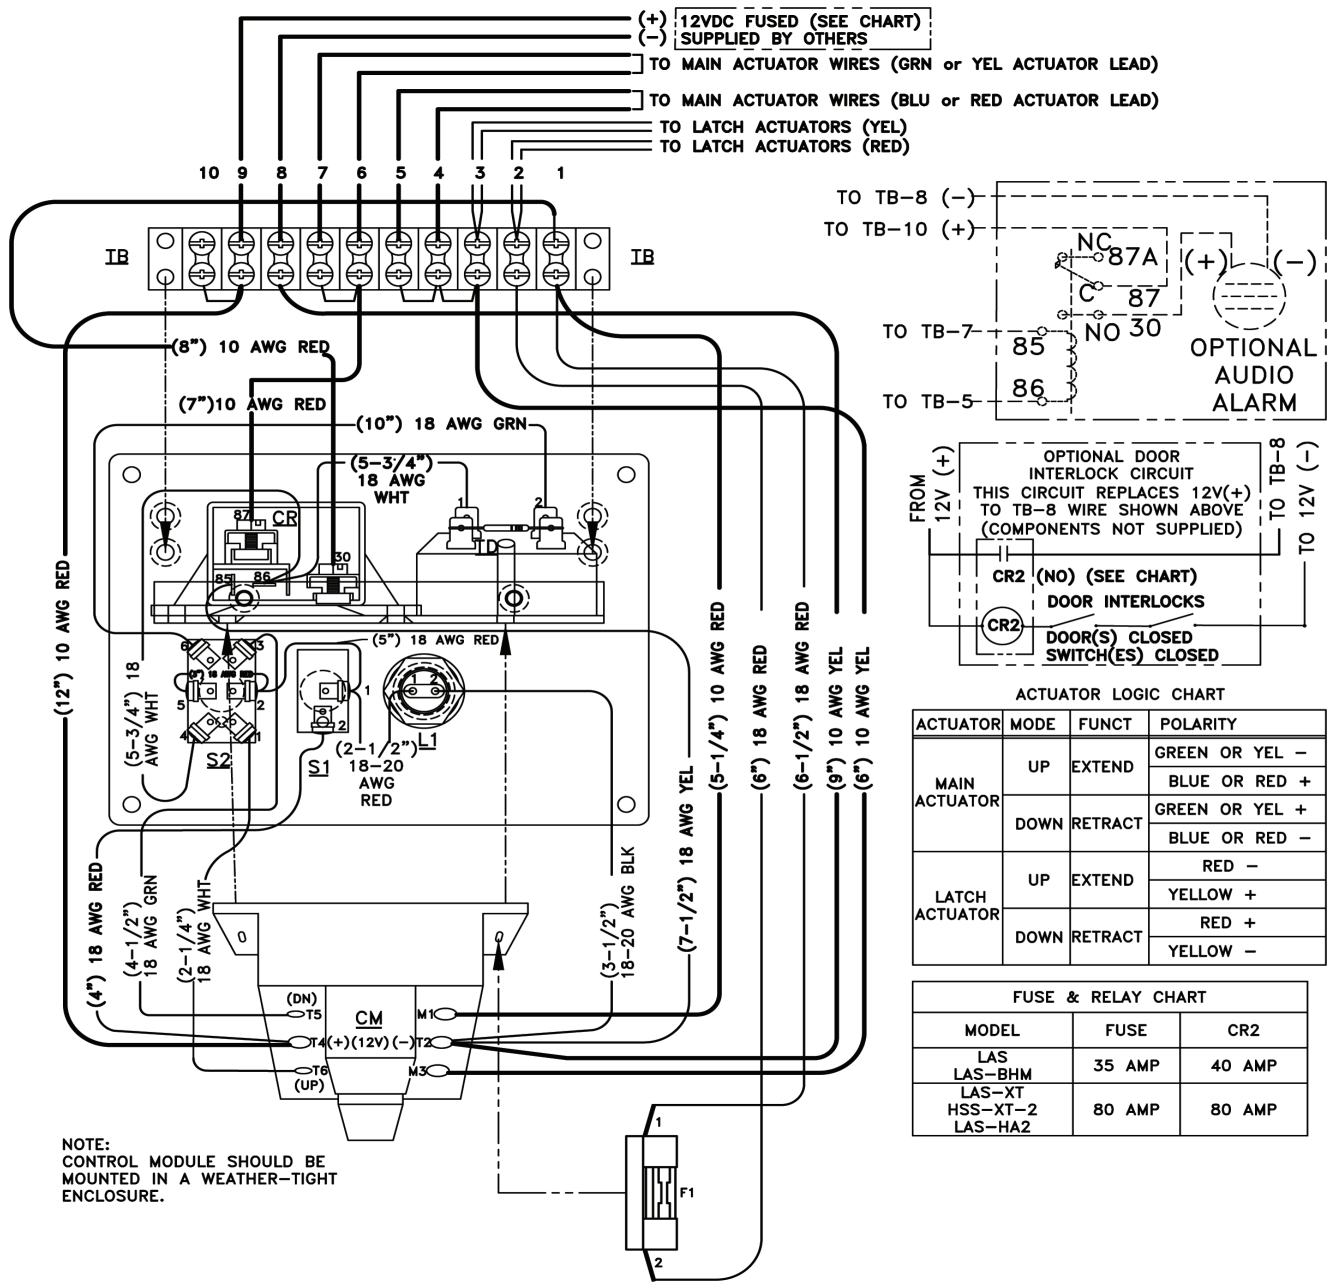 (+) 12VDC FUSED (SEE CHART)
(−) SUPPLIED BY OTHERS
TO MAIN ACTUATOR WIRES (GRN or YEL ACTUATOR LEAD)
TO MAIN ACTUATOR WIRES (BLU or RED ACTUATOR LEAD)
TO LATCH ACTUATORS (YEL)
TO LATCH ACTUATORS (RED)
10 9 8 7 6 5 4 3 2 1
TB
TB
(8") 10 AWG RED
(7")10 AWG RED
(10") 18 AWG GRN
(5−3/4")
18 AWG
WHT
1
2
87
CR
TD
30
85
86
(5") 18 AWG RED
6
3
(3") 18 AWG RED
5
2
4
1
S2
1
2
S1
1 2
L1
(2−1/2")
18−20
AWG
RED
(5−3/4") 18
AWG WHT
(12") 10 AWG RED
(4") 18 AWG RED
(4−1/2")
18 AWG GRN
(2−1/4")
18 AWG WHT
(3−1/2")
18−20 AWG BLK
(7−1/2") 18 AWG YEL
(5−1/4") 10 AWG RED
(6") 18 AWG RED
(6−1/2") 18 AWG RED
(9") 10 AWG YEL
(6") 10 AWG YEL
(DN)
T5
CM
M1
T4(+)(12V)(−)T2
T6
(UP)
M3
1
F1
2
NOTE:
CONTROL MODULE SHOULD BE
MOUNTED IN A WEATHER−TIGHT
ENCLOSURE.
TO TB−8 (−)
TO TB−10 (+)
NC
87A
(+)
(−)
C
87
NO 30
TO TB−7
85
86
TO TB−5
OPTIONAL
AUDIO
ALARM
FROM
12V (+)
OPTIONAL DOOR
INTERLOCK CIRCUIT
THIS CIRCUIT REPLACES 12V(+)
TO TB−8 WIRE SHOWN ABOVE
(COMPONENTS NOT SUPPLIED)
TO TB−8
TO 12V (−)
CR2 (NO) (SEE CHART)
DOOR INTERLOCKS
CR2
DOOR(S) CLOSED
SWITCH(ES) CLOSED
ACTUATOR LOGIC CHART
ACTUATOR MODE FUNCT POLARITY
MAIN
ACTUATOR
UP EXTEND
GREEN OR YEL −
BLUE OR RED +
DOWN RETRACT
GREEN OR YEL +
BLUE OR RED −
LATCH
ACTUATOR
UP EXTEND
RED −
YELLOW +
DOWN RETRACT
RED +
YELLOW −
FUSE & RELAY CHART
MODEL FUSE CR2
LAS
LAS−BHM
35 AMP 40 AMP
LAS−XT
HSS−XT−2
LAS−HA2
80 AMP 80 AMP